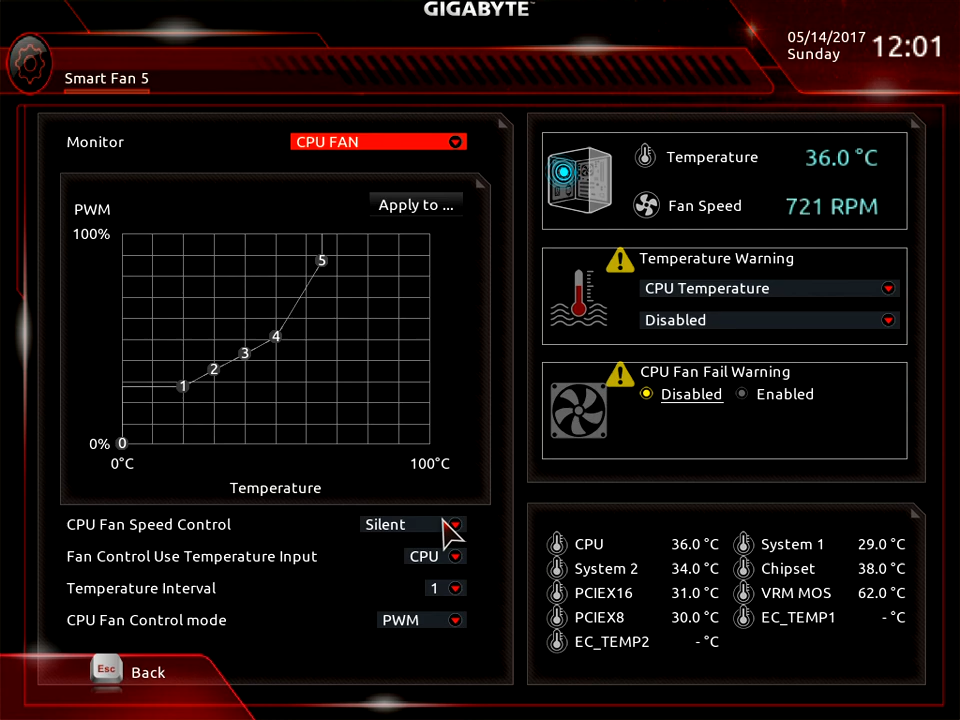 GIGABYTE™
05/14/2017
Sunday
12:01
Smart Fan 5
Monitor
CPU FAN
Apply to ...
PWM
100%
5
4
3
2
1
0% 0
0°C 100°C
Temperature
CPU Fan Speed Control Silent
Fan Control Use Temperature Input CPU
Temperature Interval 1
CPU Fan Control mode PWM
Esc Back
Temperature 36.0 °C
Fan Speed 721 RPM
Temperature Warning
CPU Temperature
Disabled
CPU Fan Fail Warning
Disabled Enabled
CPU 36.0 °C System 1 29.0 °C
System 2 34.0 °C Chipset 38.0 °C
PCIEX16 31.0 °C VRM MOS 62.0 °C
PCIEX8 30.0 °C EC_TEMP1 - °C
EC_TEMP2 - °C